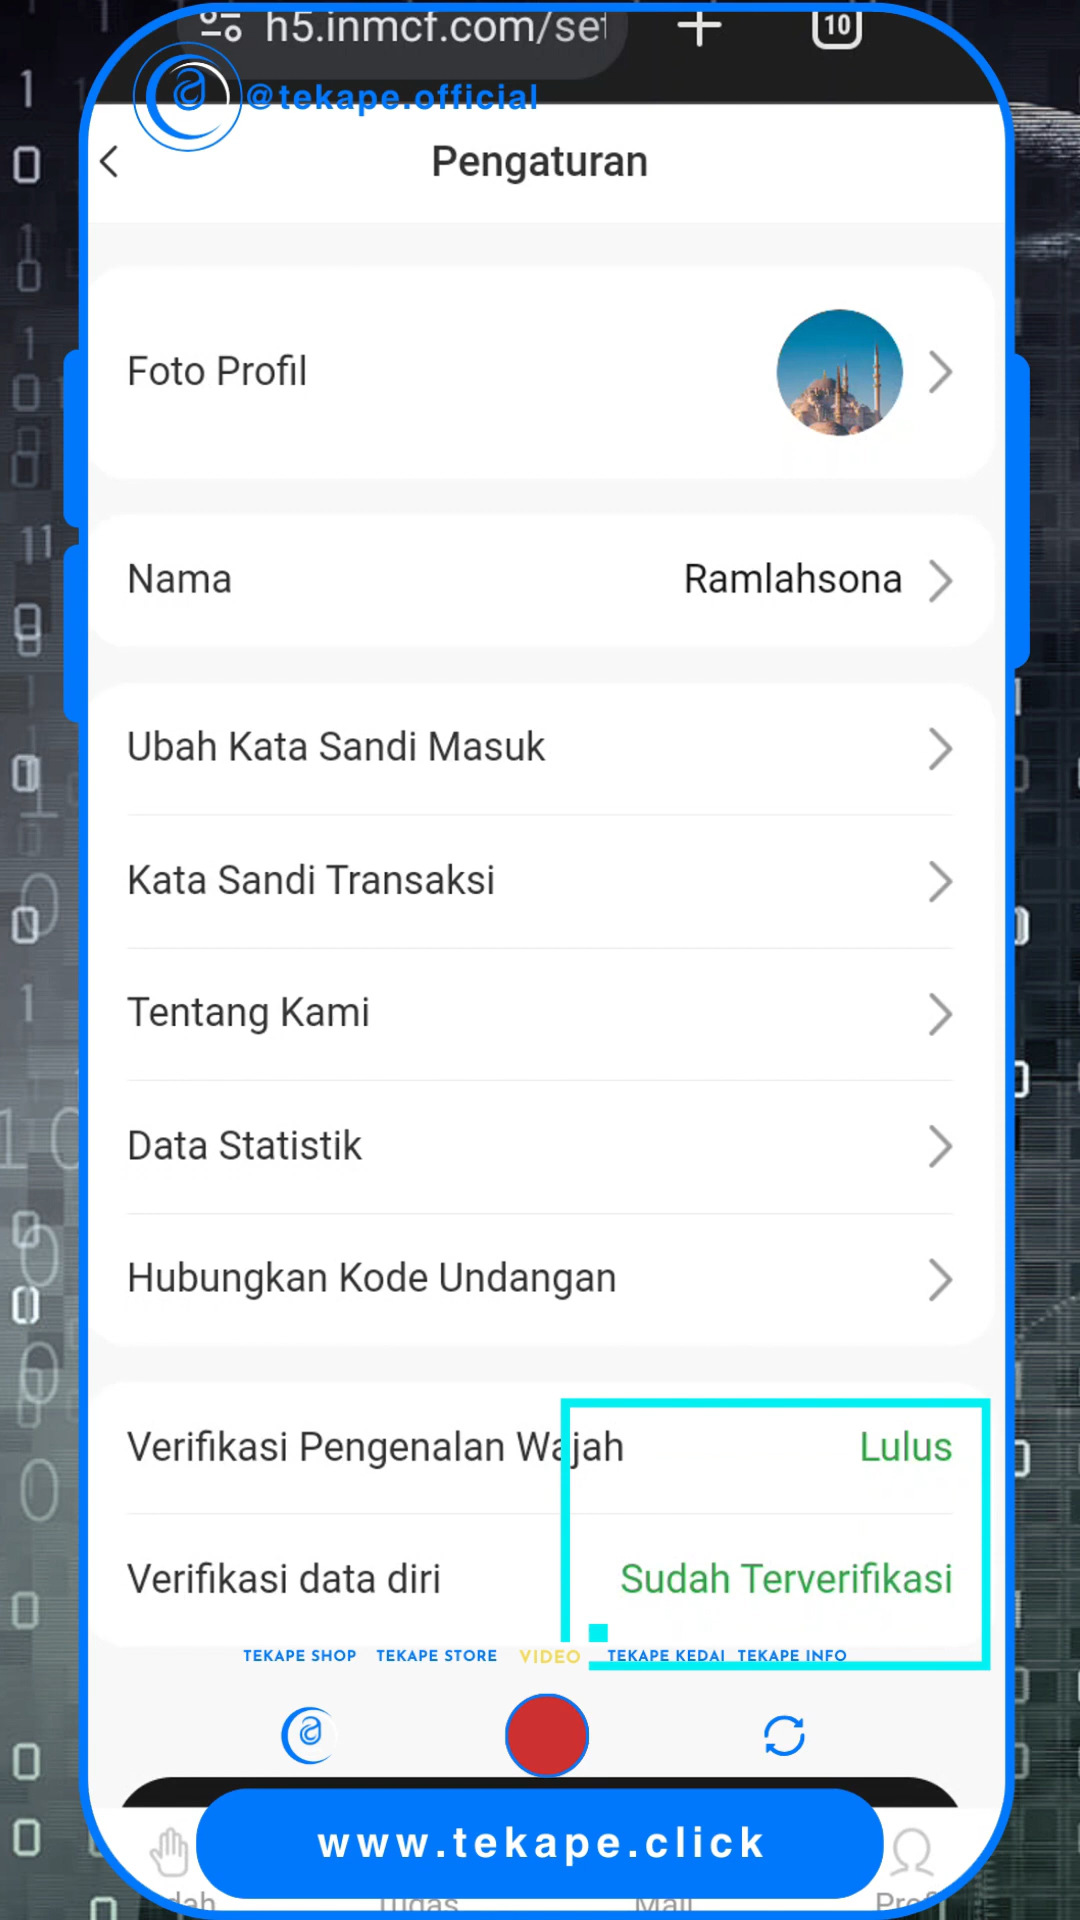 h5.inmcf.com/set
10
@tekape.official
Pengaturan
Foto Profil
Nama
Ramlahsona
Ubah Kata Sandi Masuk
Kata Sandi Transaksi
Tentang Kami
Data Statistik
Hubungkan Kode Undangan
Verifikasi Pengenalan Wajah
Lulus
Verifikasi data diri
Sudah Terverifikasi
TEKAPE SHOP TEKAPE STORE VIDEO TEKAPE KEDAI TEKAPE INFO
www.tekape.click